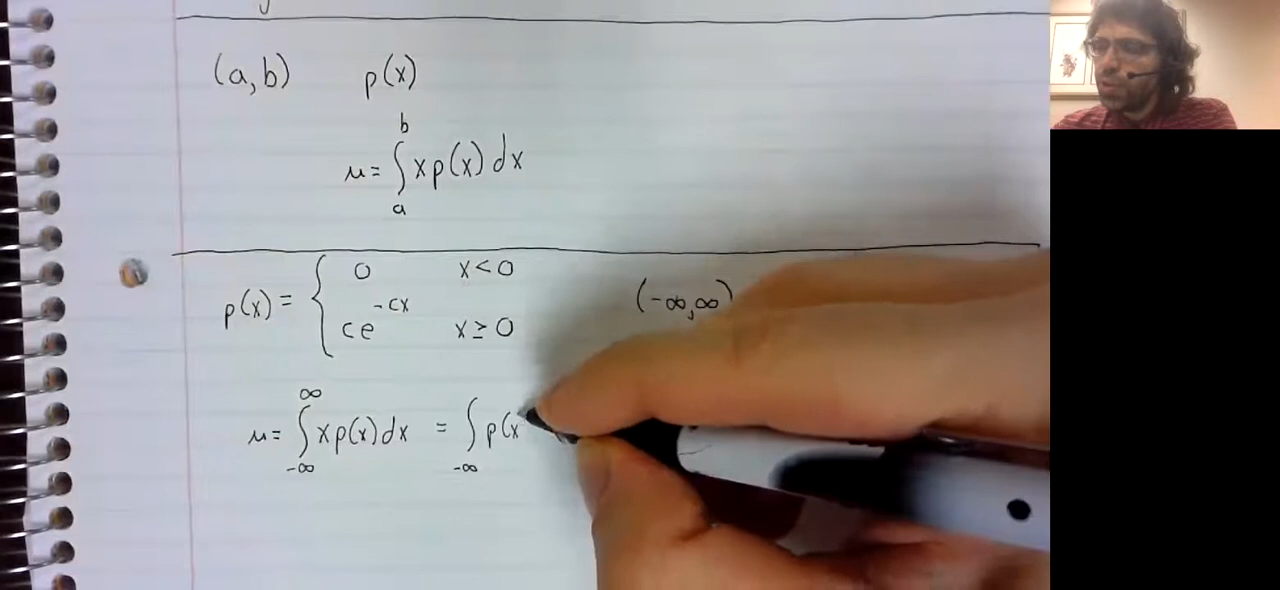 (a,b) p(x)
μ = ∫_a^b x p(x) dx
p(x) = { 0 x < 0
ce^{-cx} x ≥ 0
(-∞,∞)
μ = ∫_{-∞}^{∞} x p(x) dx = ∫_{-∞} p(x